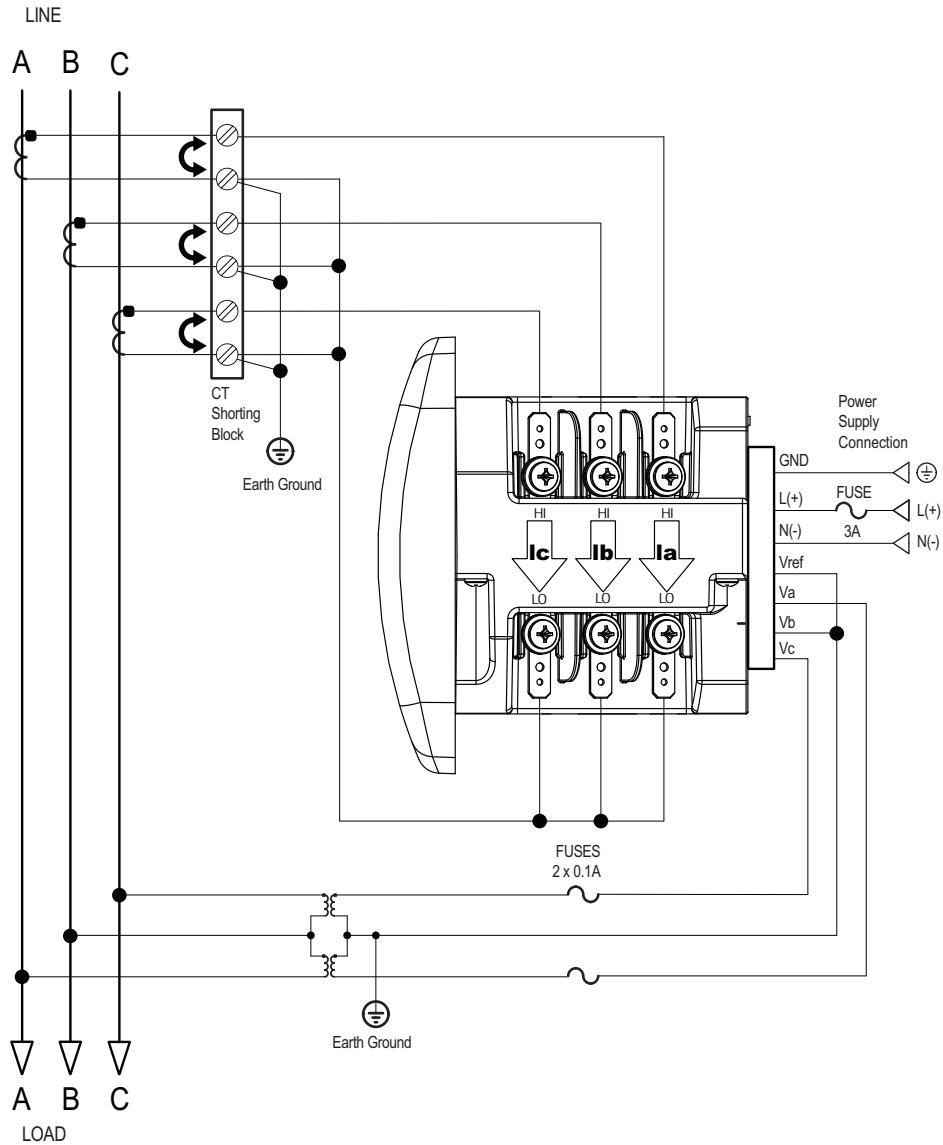 LINE
A B C
CT
Shorting
Block
Earth Ground
Power
Supply
Connection
GND
L(+)
FUSE
L(+)
N(-)
3A
N(-)
Vref
Va
Vb
Vc
HI HI HI
Ic Ib Ia
LO LO LO
FUSES
2 x 0.1A
Earth Ground
A B C
LOAD